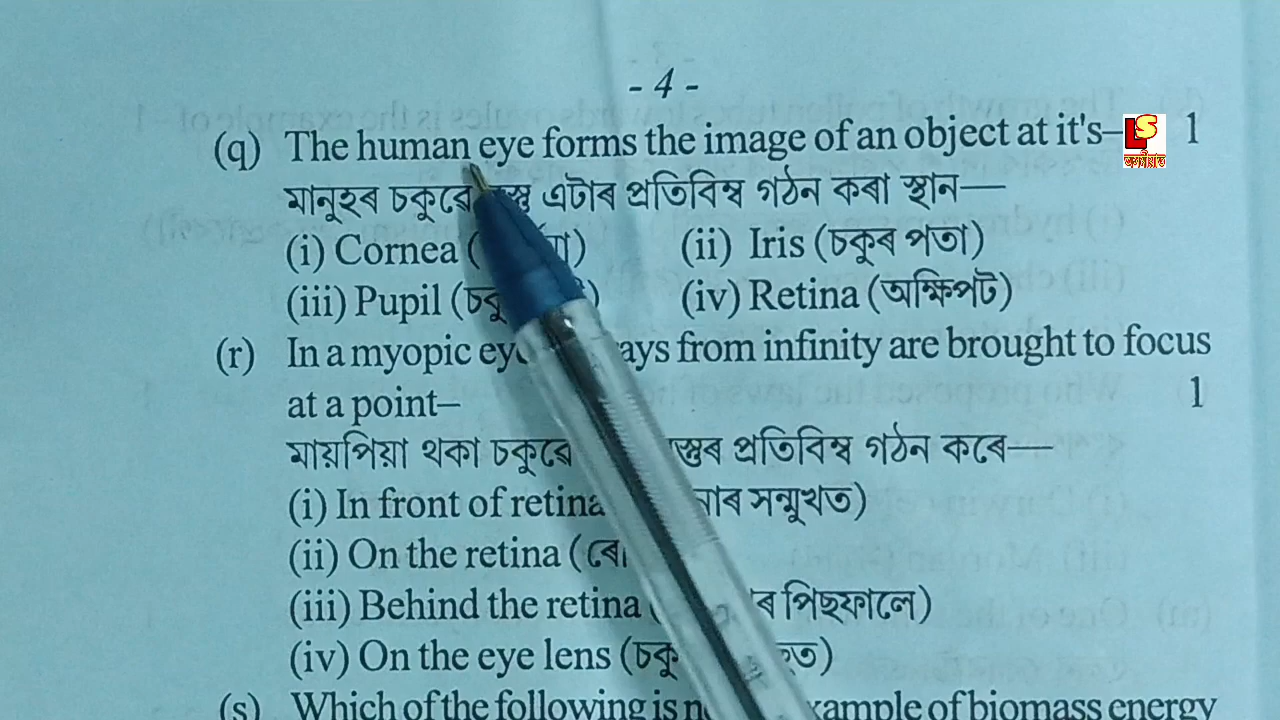 - 4 -
(q) The human eye forms the image of an object at it's– 1
LS
মানুহৰ চকুৱে এটাৰ প্ৰতিবিম্ব গঠন কৰা স্থান—
(i) Cornea (ii) Iris (চকুৰ পতা)
(iii) Pupil (iv) Retina (অক্ষিপট)
(r) In a myopic from infinity are brought to focus
at a point– 1
মায়পিয়া থকা চকুৱে প্ৰতিবিম্ব গঠন কৰে—
(i) In front of retina সন্মুখত)
(ii) On the retina
(iii) Behind the retina পিছফালে)
(iv) On the eye lens
(s) Which of the following is example of biomass energy